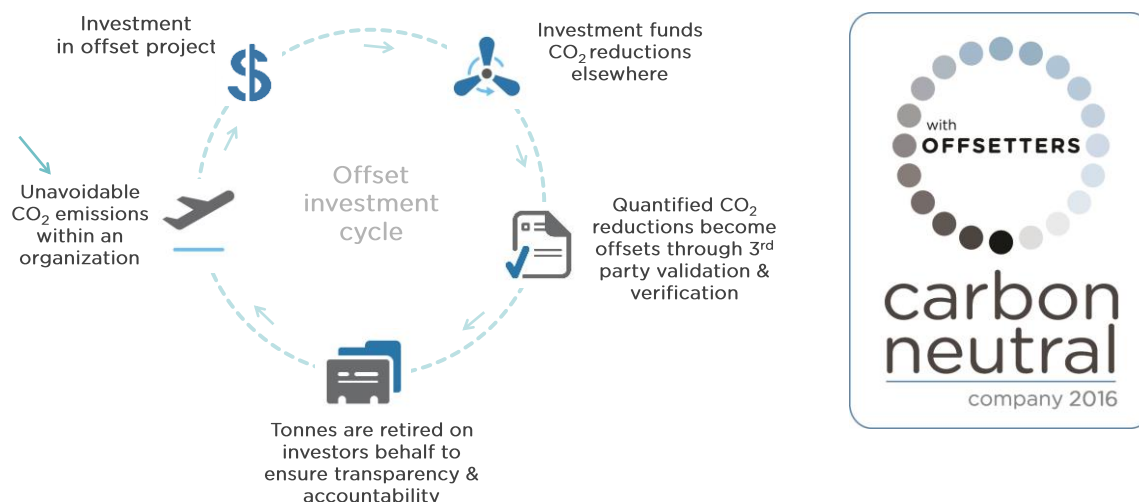 Investment
in offset project
Investment funds
CO₂ reductions
elsewhere
Unavoidable
CO₂ emissions
within an
organization
Offset
investment
cycle
Quantified CO₂
reductions become
offsets through 3rd
party validation &
verification
Tonnes are retired on
investors behalf to
ensure transparency &
accountability
with
OFFSETTERS
carbon
neutral
company 2016